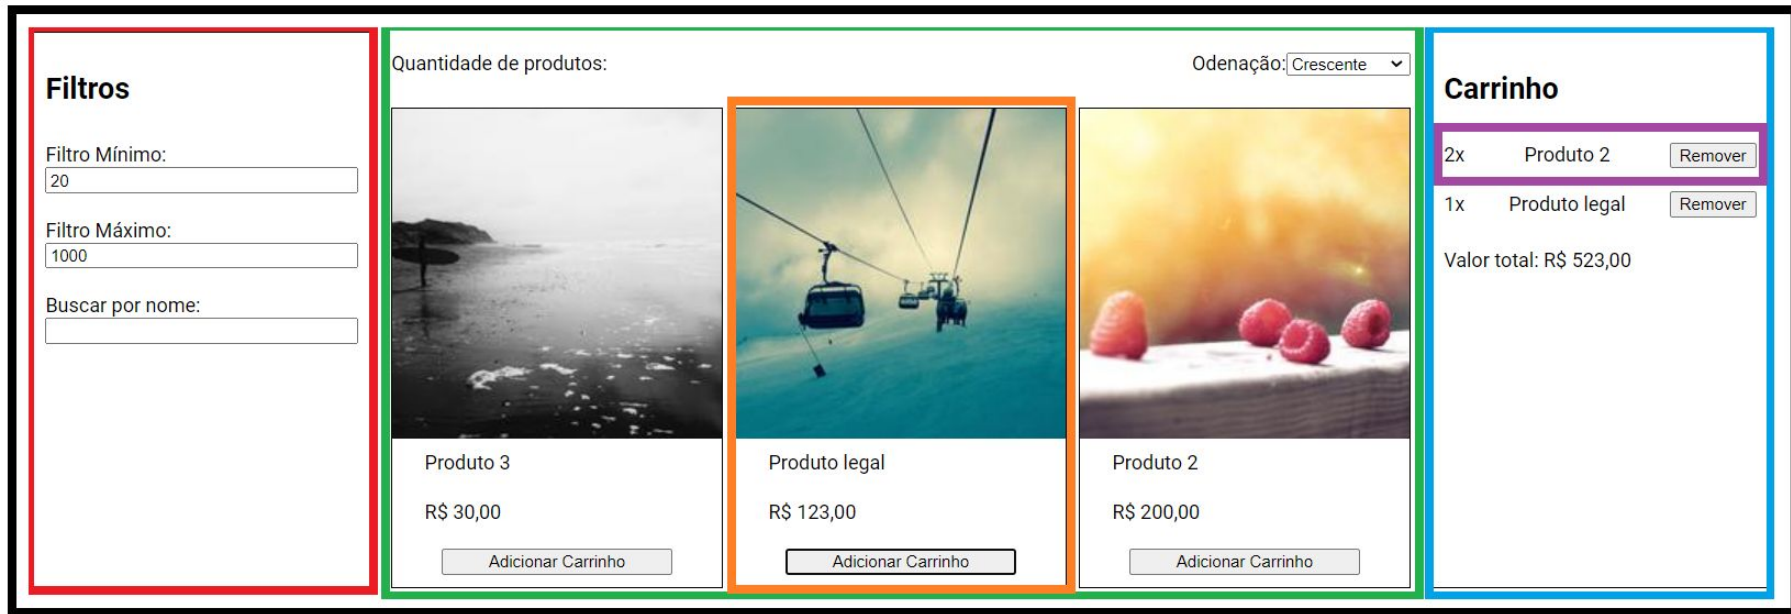 Filtros
Filtro Mínimo:
20
Filtro Máximo:
1000
Buscar por nome:
Quantidade de produtos:
Odenação: Crescente
Produto 3
R$ 30,00
Adicionar Carrinho
Produto legal
R$ 123,00
Adicionar Carrinho
Produto 2
R$ 200,00
Adicionar Carrinho
Carrinho
2x Produto 2 Remover
1x Produto legal Remover
Valor total: R$ 523,00